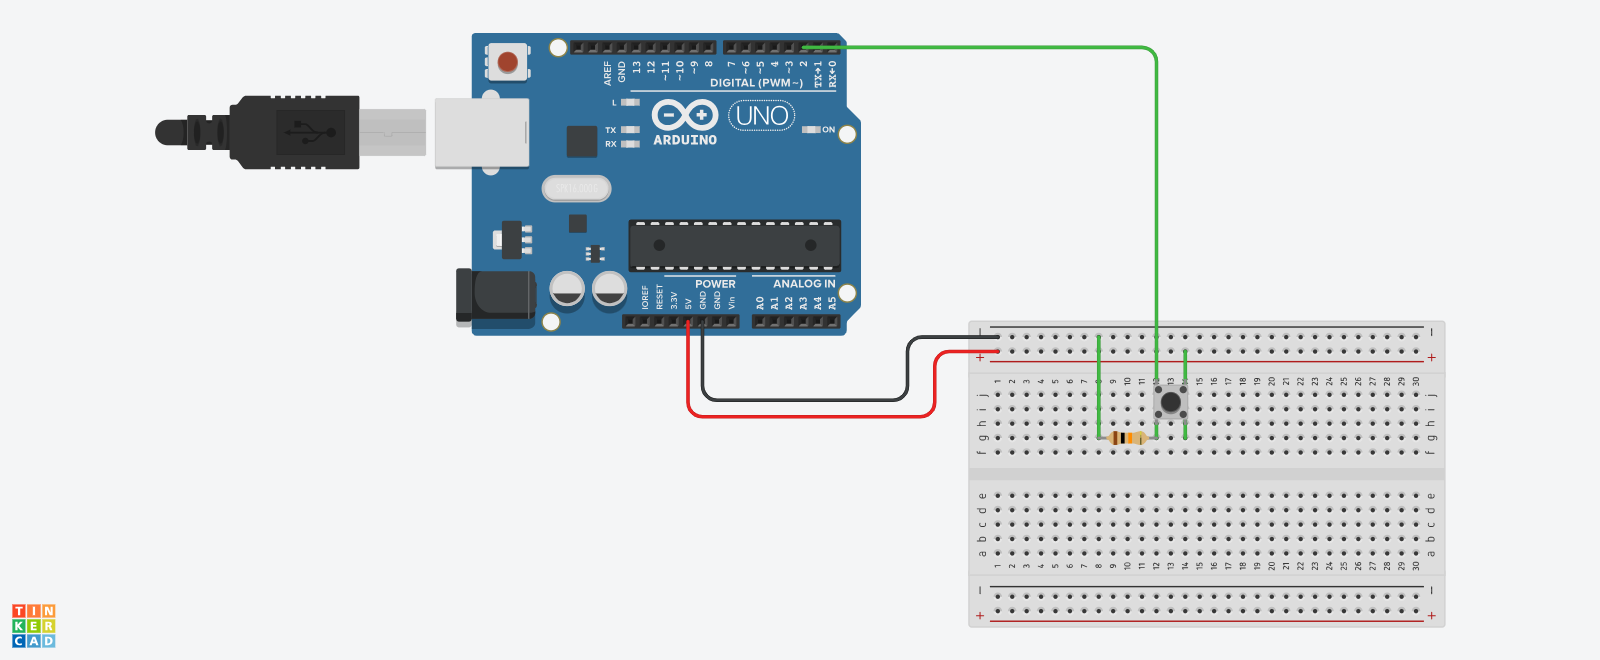 AREF
GND
13
12
~11
~10
~9
8
7
~6
~5
4
~3
2
TX→1
RX←0
DIGITAL (PWM~)
L
TX
RX
ARDUINO
UNO
ON
POWER
ANALOG IN
IOREF
RESET
3.3V
5V
GND
GND
Vin
A0
A1
A2
A3
A4
A5
− −
+ +
1 2 3 4 5 6 7 9 10 11 13 15 16 17 18 19 20 21 22 23 24 25 26 27 28 29 30
j j
i i
h h
g g
f f
e e
d d
c c
b b
a a
1 2 3 4 5 6 7 8 9 10 11 12 13 14 15 16 17 18 19 20 21 22 23 24 25 26 27 28 29 30
− −
+ +
TIN
KER
CAD